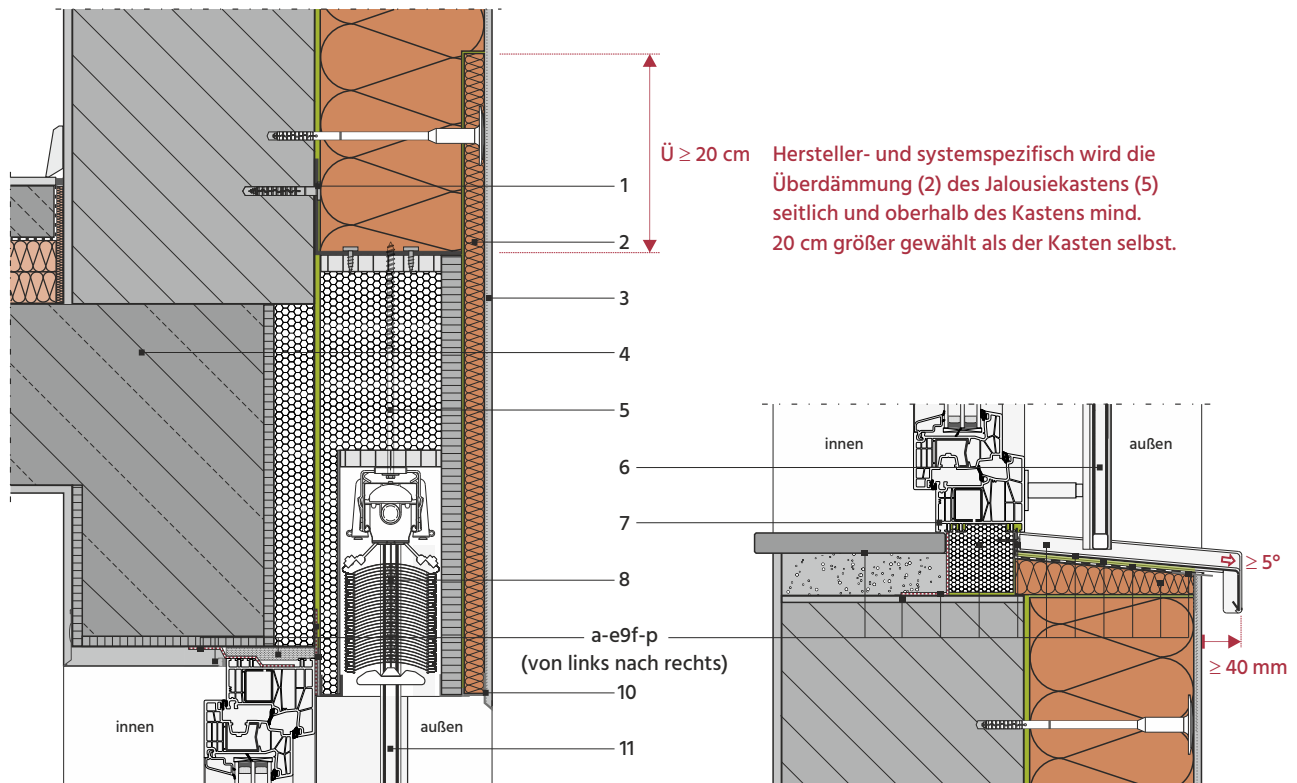 Ü ≥ 20 cm
Hersteller- und systemspezifisch wird die
Überdämmung (2) des Jalousiekastens (5)
seitlich und oberhalb des Kastens mind.
20 cm größer gewählt als der Kasten selbst.
1
2
3
4
5
6
7
8
a-e9f-p
(von links nach rechts)
10
11
innen
außen
innen
außen
≥ 5°
≥ 40 mm